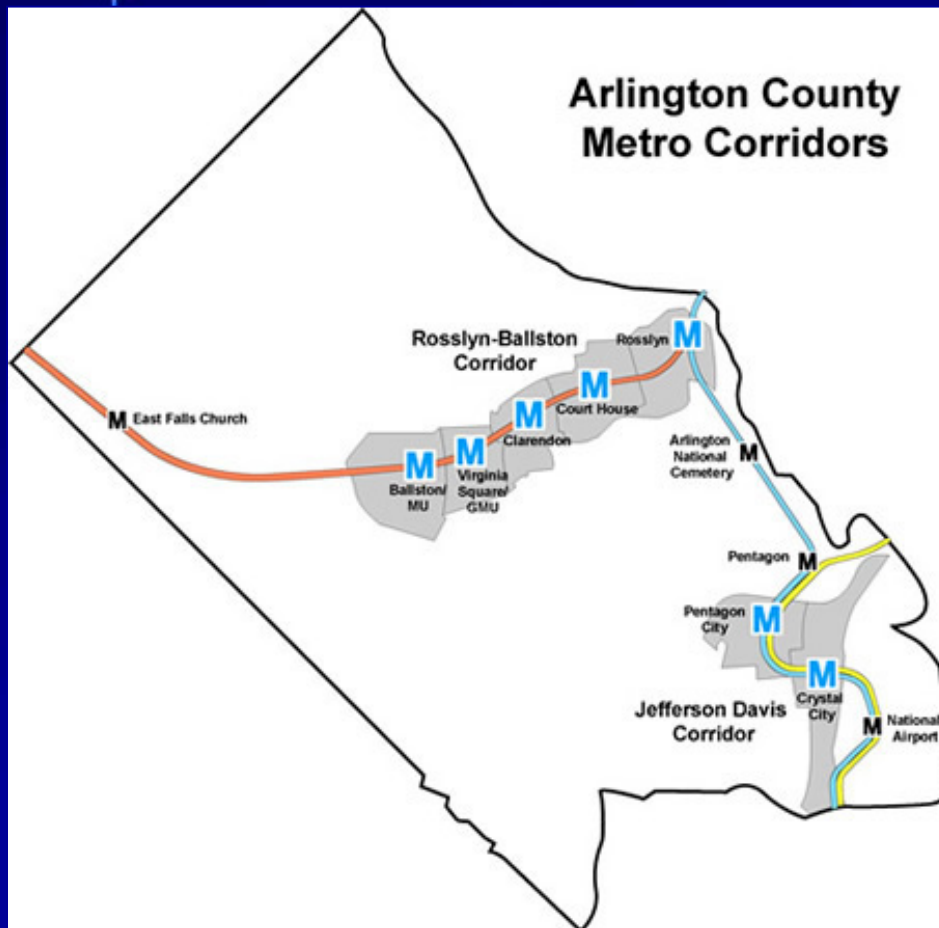 Arlington County
Metro Corridors
Rosslyn-Ballston
Corridor
Rosslyn
M
M
Court House
M
Clarendon
M
East Falls Church
M
Virginia
Square/
GMU
M
Ballston/
MU
Arlington
National
Cemetery
M
Pentagon
M
Pentagon
City
M
M
Crystal
City
Jefferson Davis
Corridor
M
National
Airport